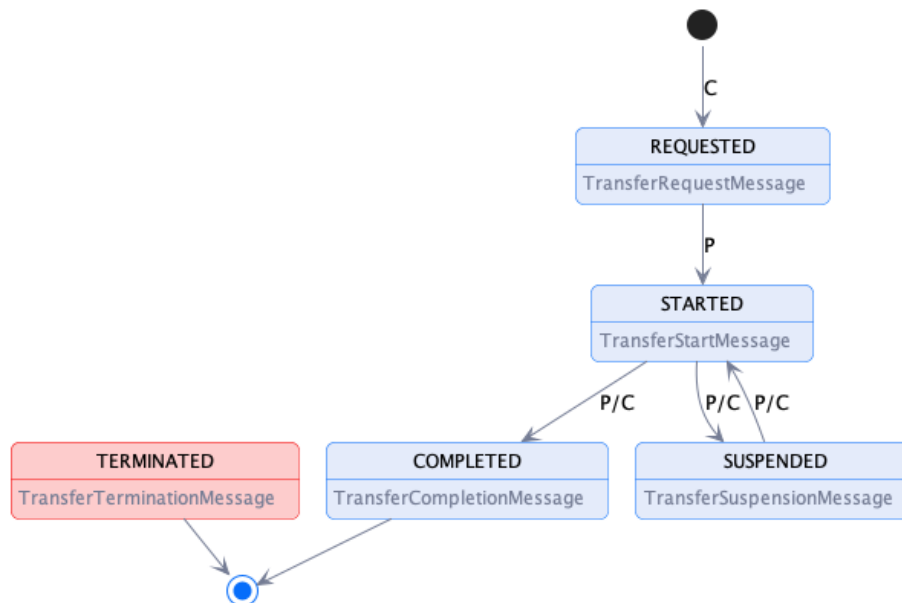 C
REQUESTED
TransferRequestMessage
P
STARTED
TransferStartMessage
P/C
P/C
P/C
TERMINATED
TransferTerminationMessage
COMPLETED
TransferCompletionMessage
SUSPENDED
TransferSuspensionMessage